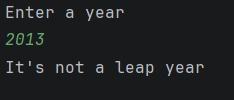 Enter a year
2013
It's not a leap year